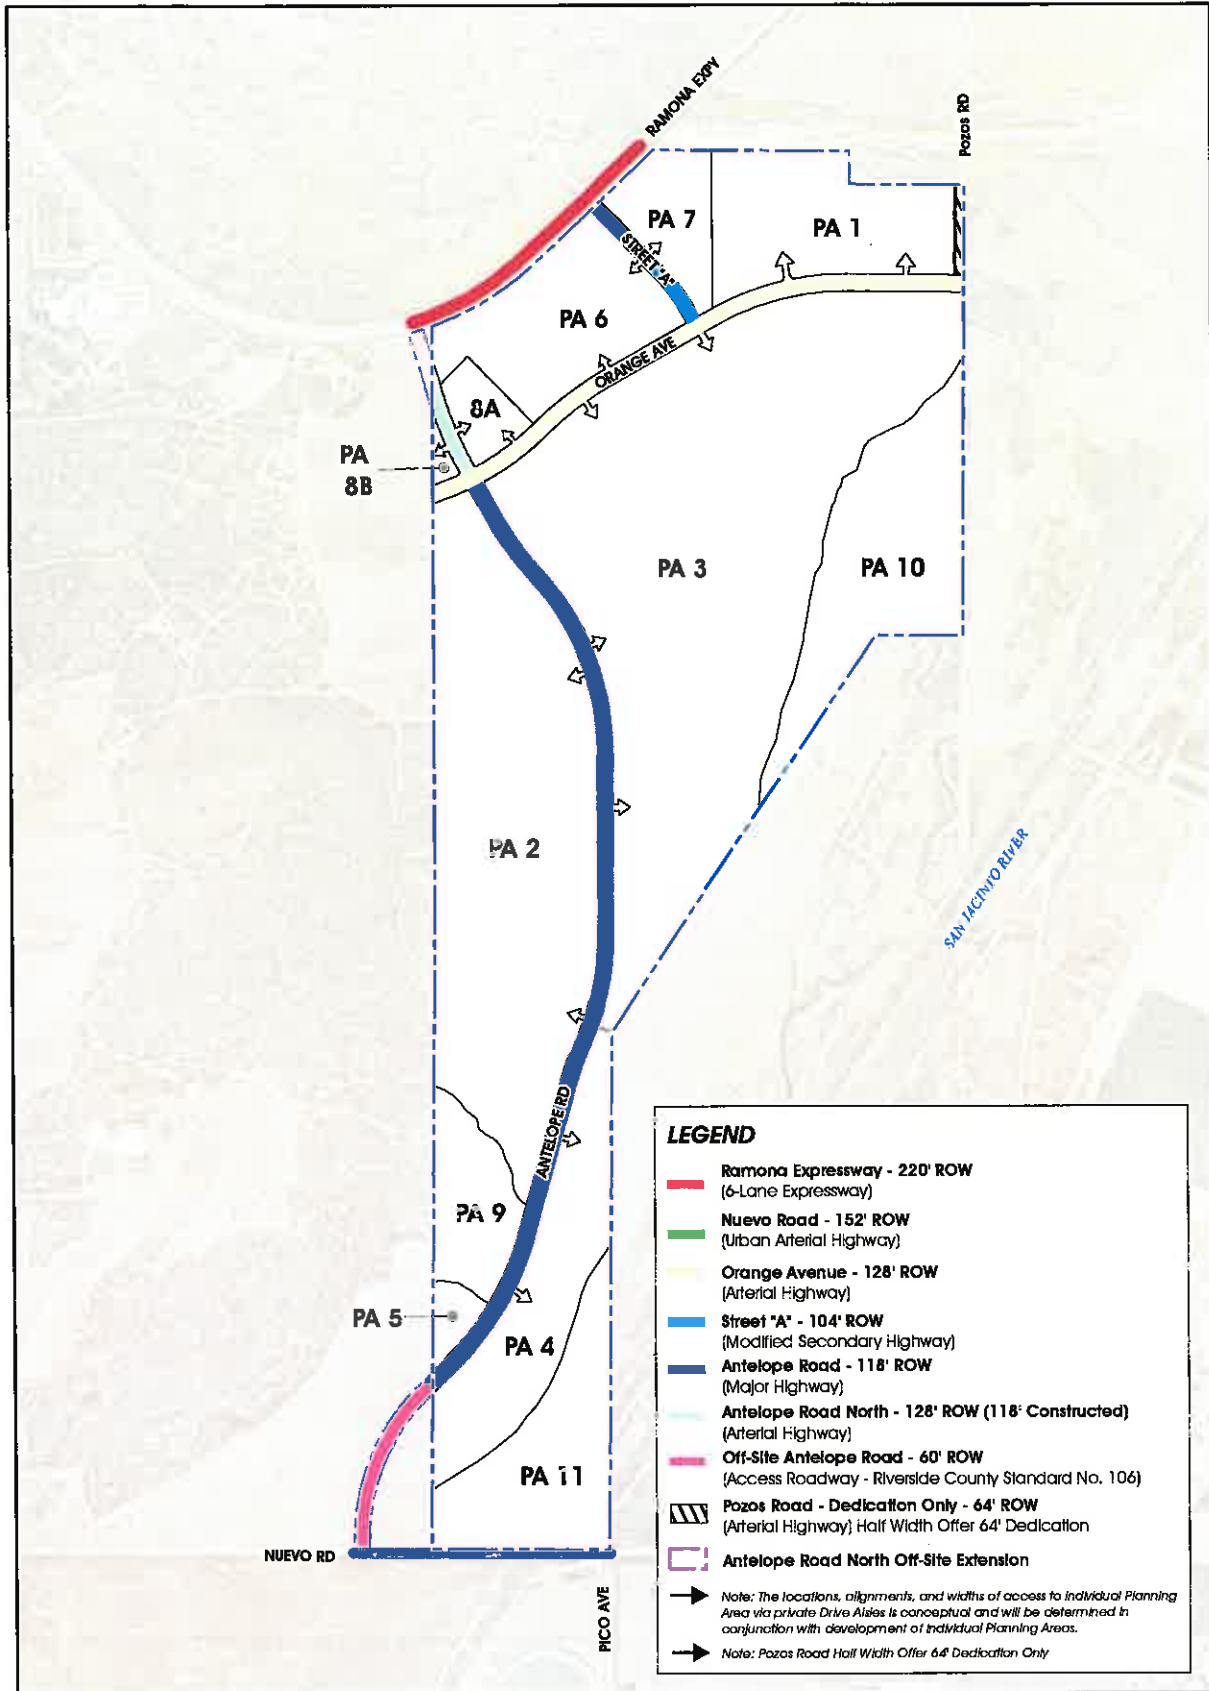 RAMONA EXPY
Pozos RD
PA 7
PA 1
STREET "A"
PA 6
ORANGE AVE
8A
PA
8B
PA 3
PA 10
PA 2
SAN JACINTO RIVER
ANTELOPE RD
PA 9
PA 5
PA 4
PA 11
NUEVO RD
PICO AVE
LEGEND
Ramona Expressway - 220' ROW
(6-Lane Expressway)
Nuevo Road - 152' ROW
(Urban Arterial Highway)
Orange Avenue - 128' ROW
(Arterial Highway)
Street "A" - 104' ROW
(Modified Secondary Highway)
Antelope Road - 118' ROW
(Major Highway)
Antelope Road North - 128' ROW (118' Constructed)
(Arterial Highway)
Off-Site Antelope Road - 60' ROW
(Access Roadway - Riverside County Standard No. 106)
Pozos Road - Dedication Only - 64' ROW
(Arterial Highway) Half Width Offer 64' Dedication
Antelope Road North Off-Site Extension
Note: The locations, alignments, and widths of access to individual Planning
Area via private Drive Aisles is conceptual and will be determined in
conjunction with development of individual Planning Areas.
Note: Pozos Road Half Width Offer 64' Dedication Only